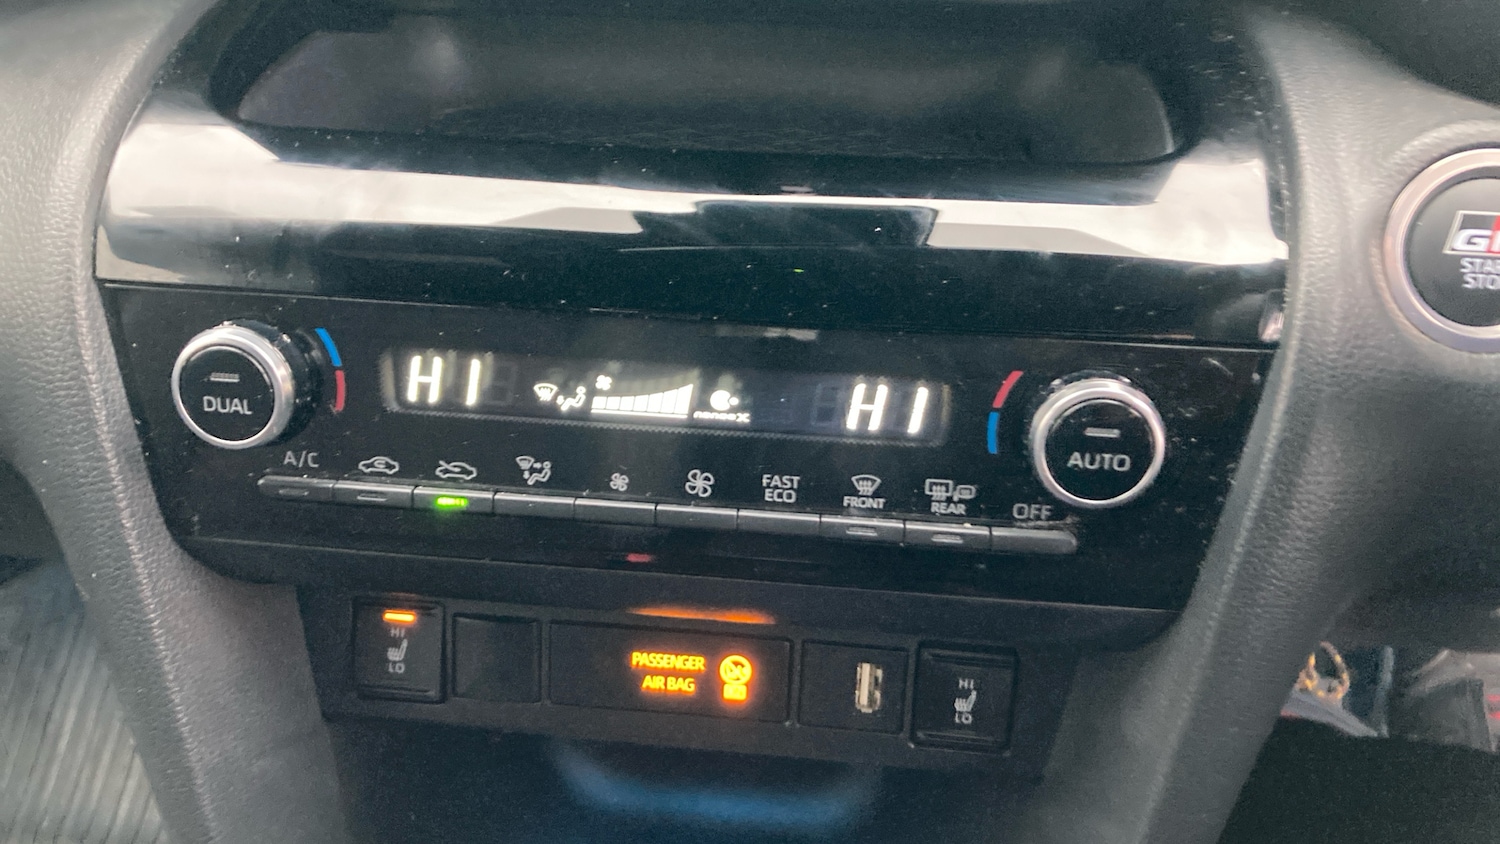 HI
HI
DUAL
AUTO
A/C
FAST
ECO
FRONT
REAR
OFF
HI
LO
PASSENGER
AIR BAG
HI
LO